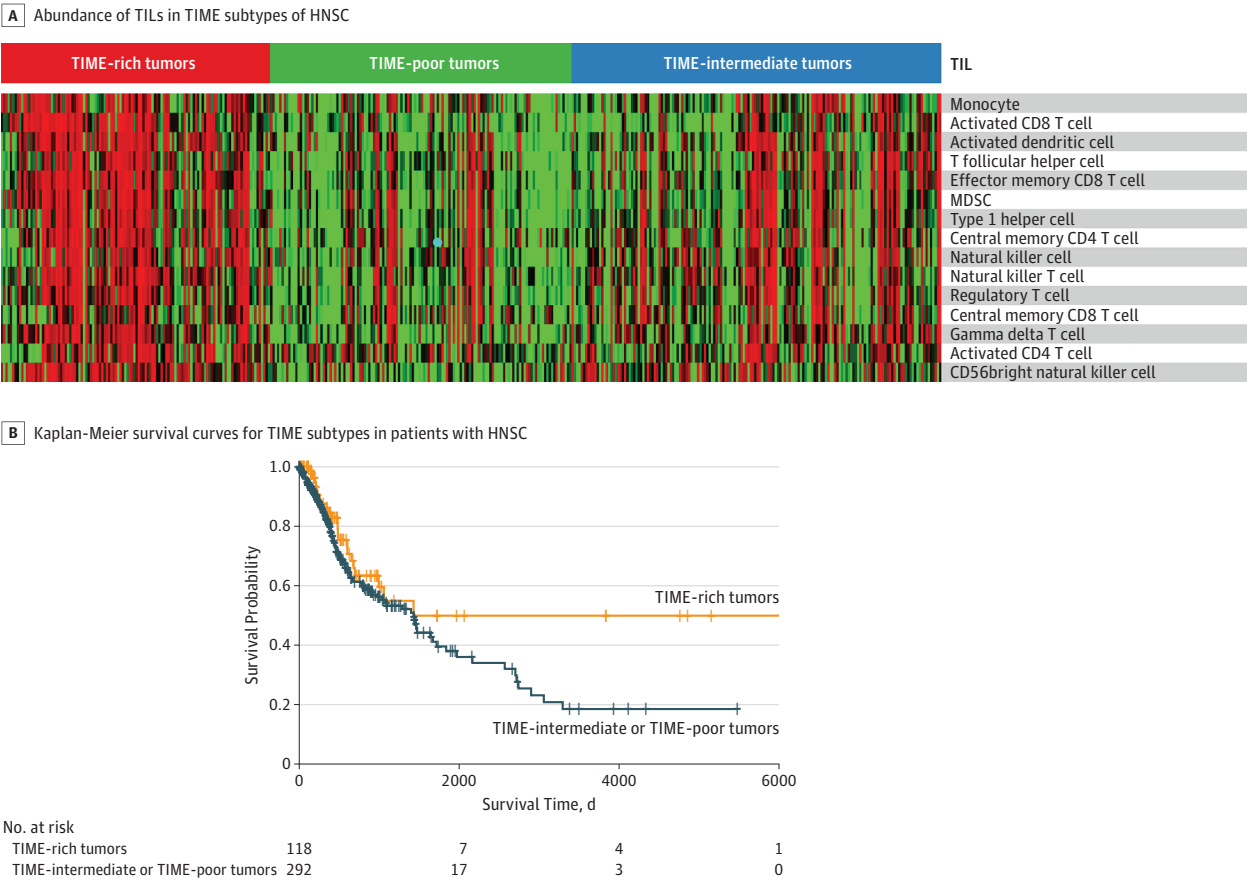 A Abundance of TILs in TIME subtypes of HNSC
TIME-rich tumors TIME-poor tumors TIME-intermediate tumors TIL
Monocyte
Activated CD8 T cell
Activated dendritic cell
T follicular helper cell
Effector memory CD8 T cell
MDSC
Type 1 helper cell
Central memory CD4 T cell
Natural killer cell
Natural killer T cell
Regulatory T cell
Central memory CD8 T cell
Gamma delta T cell
Activated CD4 T cell
CD56bright natural killer cell
B Kaplan-Meier survival curves for TIME subtypes in patients with HNSC
1.0
0.8
0.6
0.4
0.2
0
Survival Probability
TIME-rich tumors
TIME-intermediate or TIME-poor tumors
0 2000 4000 6000
Survival Time, d
No. at risk
TIME-rich tumors 118 7 4 1
TIME-intermediate or TIME-poor tumors 292 17 3 0